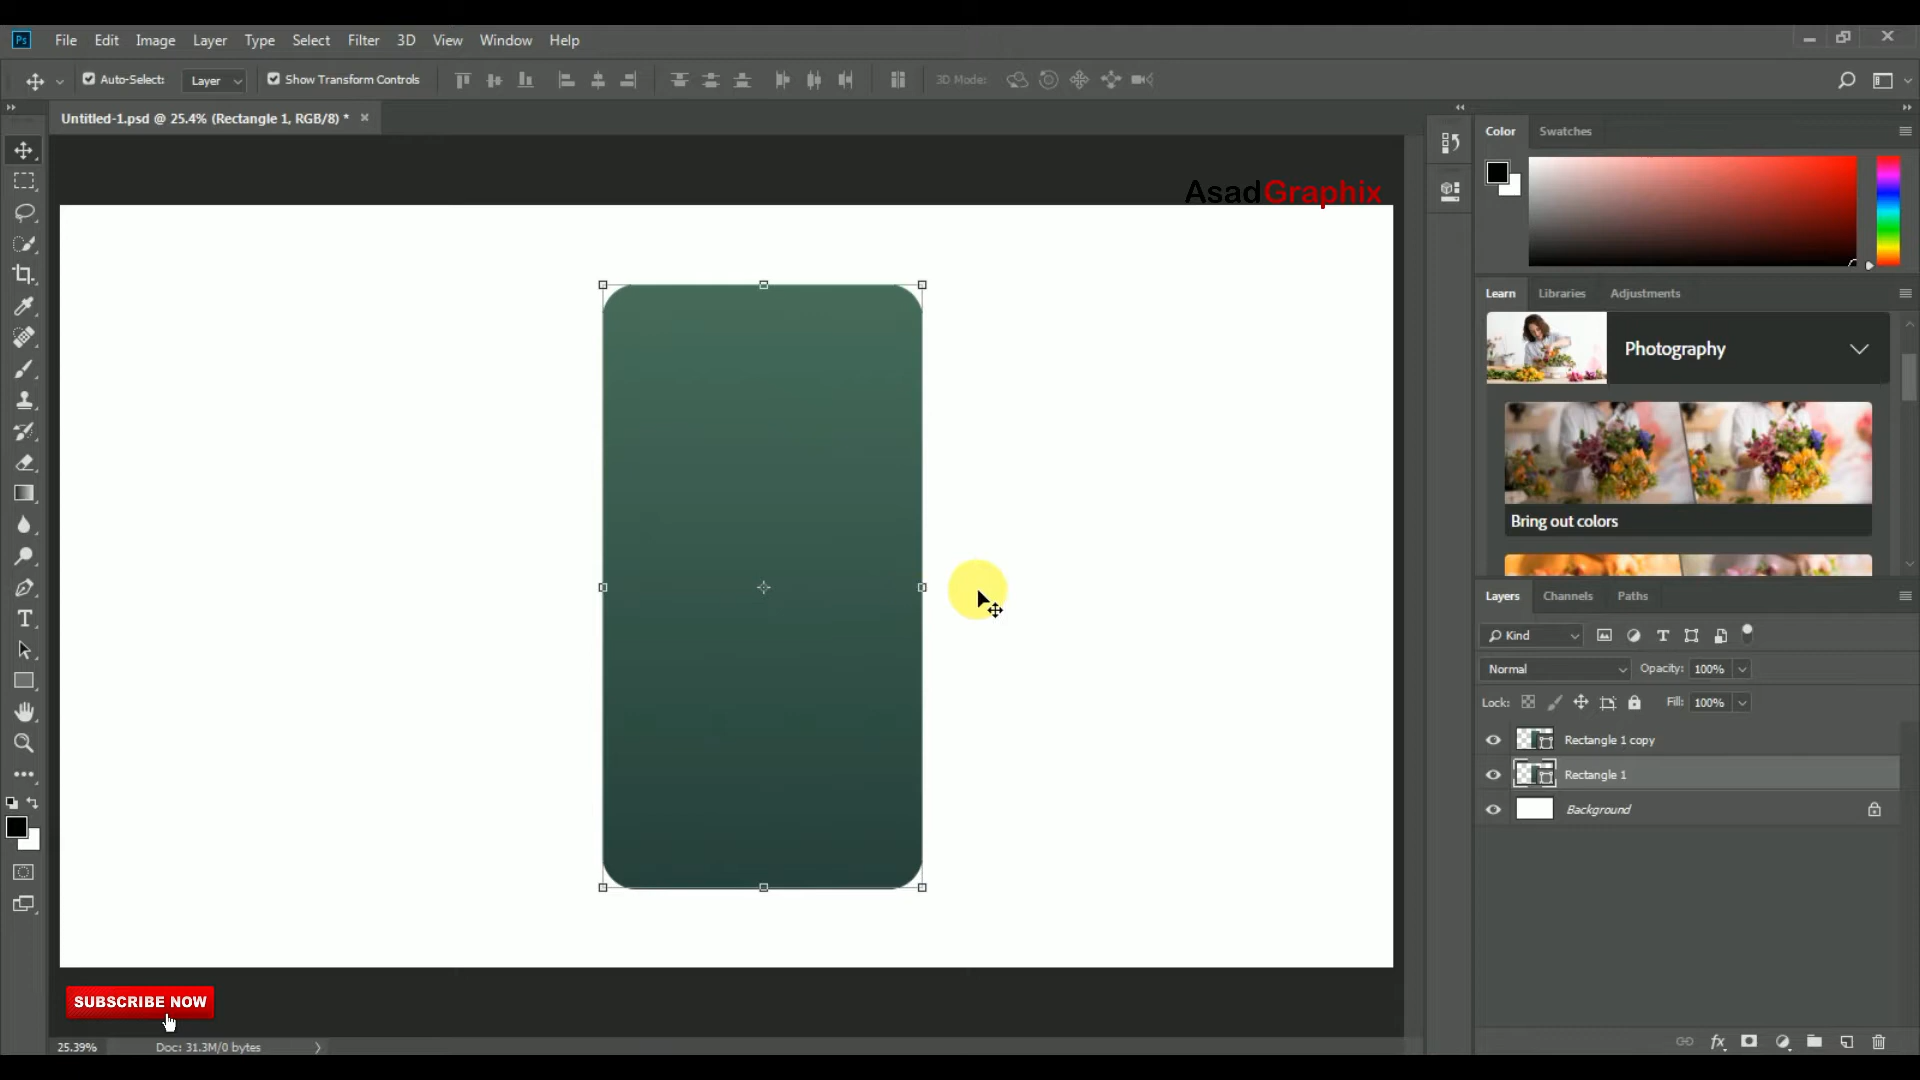 Ps File Edit Image Layer Type Select Filter 3D View Window Help
Auto-Select: Layer Show Transform Controls 3D Mode:
Untitled-1.psd @ 25.4% (Rectangle 1, RGB/8) *
Color Swatches
AsadGraphix
Learn Libraries Adjustments
Photography
Bring out colors
Layers Channels Paths
Kind
Normal Opacity: 100%
Lock: Fill: 100%
Rectangle 1 copy
Rectangle 1
Background
SUBSCRIBE NOW
25.39% Doc: 31.3M/0 bytes